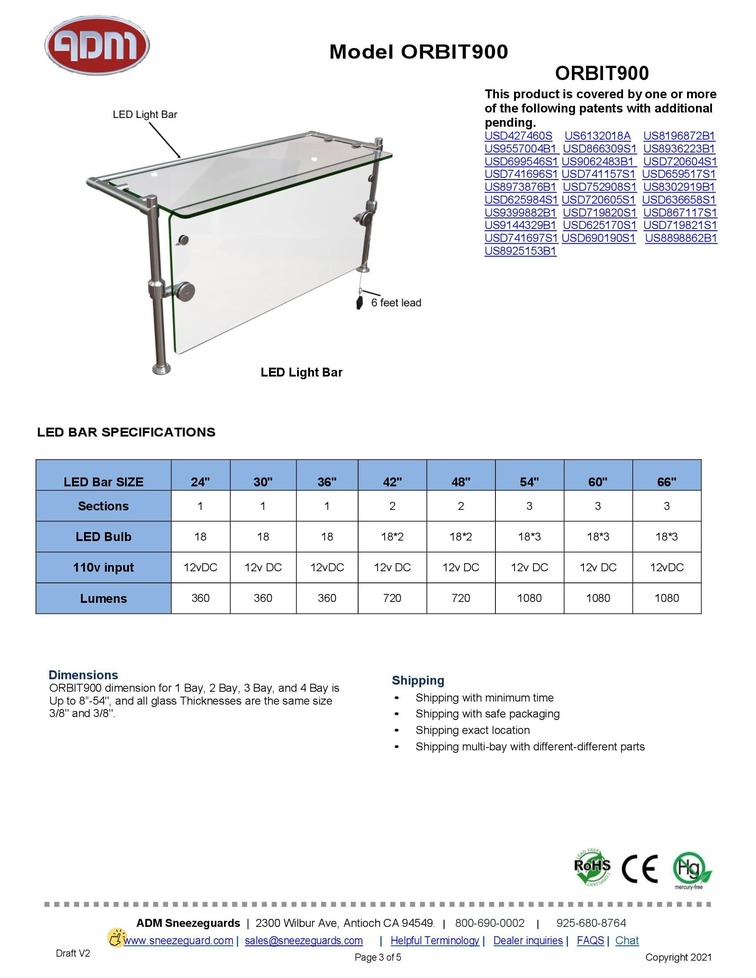 ADM
Model ORBIT900
ORBIT900
This product is covered by one or more
of the following patents with additional
pending.
USD427460S US6132018A US8196872B1
US9557004B1 USD866309S1 US8936223B1
USD699546S1 US9062483B1 USD720604S1
USD741696S1 USD741157S1 USD659517S1
US8973876B1 USD752908S1 US8302919B1
USD625984S1 USD720605S1 USD636658S1
US9399882B1 USD719820S1 USD867117S1
US9144329B1 USD625170S1 USD719821S1
USD741697S1 USD690190S1 US8898862B1
US8925153B1
LED Light Bar
6 feet lead
LED Light Bar
LED BAR SPECIFICATIONS
LED Bar SIZE 24" 30" 36" 42" 48" 54" 60" 66"
Sections 1 1 1 2 2 3 3 3
LED Bulb 18 18 18 18*2 18*2 18*3 18*3 18*3
110v input 12vDC 12v DC 12vDC 12v DC 12v DC 12v DC 12v DC 12vDC
Lumens 360 360 360 720 720 1080 1080 1080
Dimensions
ORBIT900 dimension for 1 Bay, 2 Bay, 3 Bay, and 4 Bay is
Up to 8"-54", and all glass Thicknesses are the same size
3/8" and 3/8".
Shipping
• Shipping with minimum time
• Shipping with safe packaging
• Shipping exact location
• Shipping multi-bay with different-different parts
RoHS
CE
Hg
mercury-free
ADM Sneezeguards | 2300 Wilbur Ave, Antioch CA 94549. | 800-690-0002 | 925-680-8764
www.sneezeguard.com | sales@sneezeguards.com | Helpful Terminology | Dealer inquiries | FAQS | Chat
Draft V2
Page 3 of 5
Copyright 2021